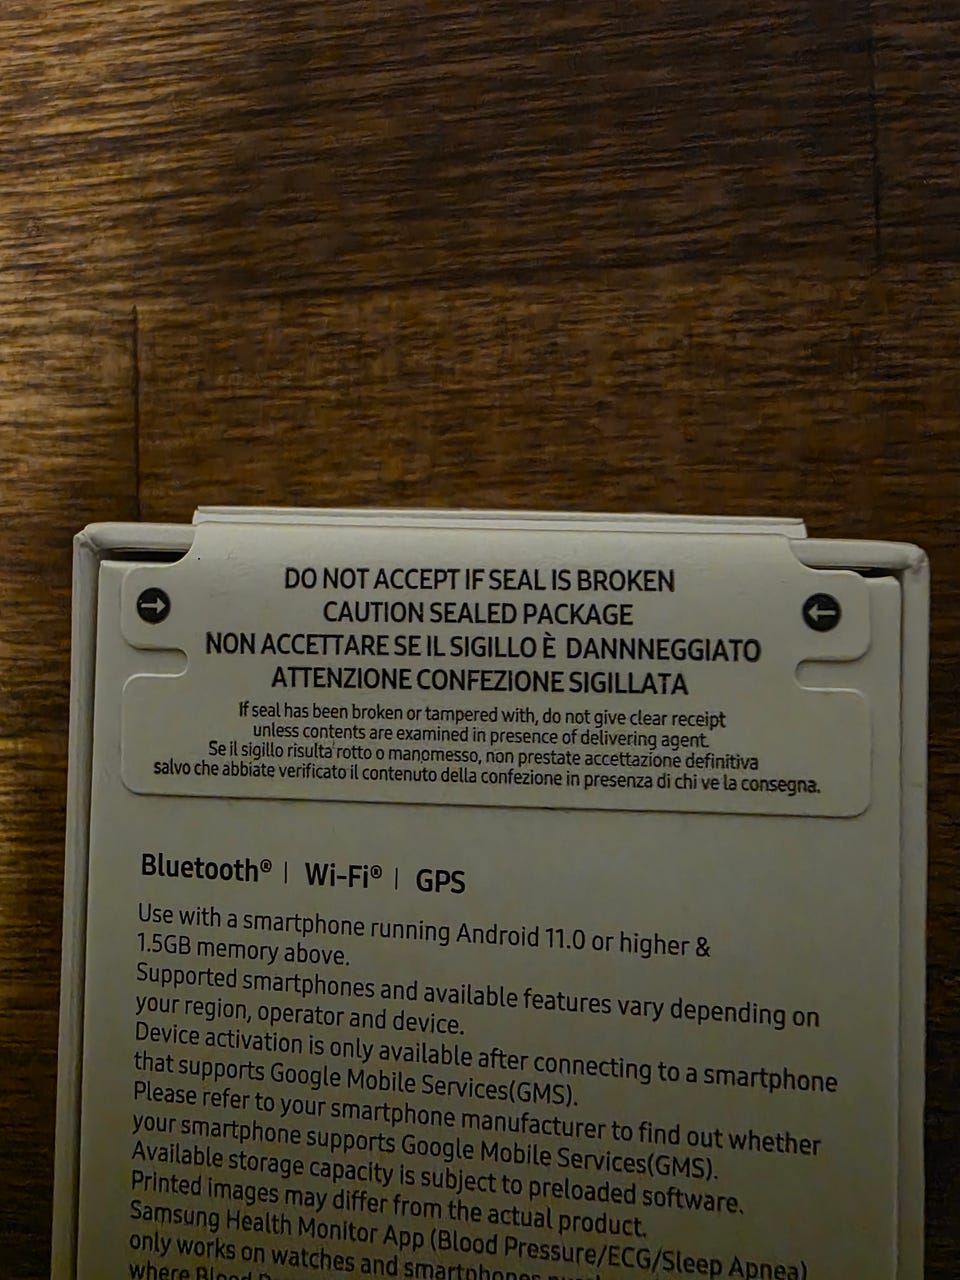 DO NOT ACCEPT IF SEAL IS BROKEN
CAUTION SEALED PACKAGE
NON ACCETTARE SE IL SIGILLO È DANNNEGGIATO
ATTENZIONE CONFEZIONE SIGILLATA
If seal has been broken or tampered with, do not give clear receipt
unless contents are examined in presence of delivering agent.
Se il sigillo risulta rotto o manomesso, non prestate accettazione definitiva
salvo che abbiate verificato il contenuto della confezione in presenza di chi ve la consegna.
Bluetooth® | Wi-Fi® | GPS
Use with a smartphone running Android 11.0 or higher &
1.5GB memory above.
Supported smartphones and available features vary depending on
your region, operator and device.
Device activation is only available after connecting to a smartphone
that supports Google Mobile Services(GMS).
Please refer to your smartphone manufacturer to find out whether
your smartphone supports Google Mobile Services(GMS).
Available storage capacity is subject to preloaded software.
Printed images may differ from the actual product.
Samsung Health Monitor App (Blood Pressure/ECG/Sleep Apnea)
only works on watches and smartphones
where Blood